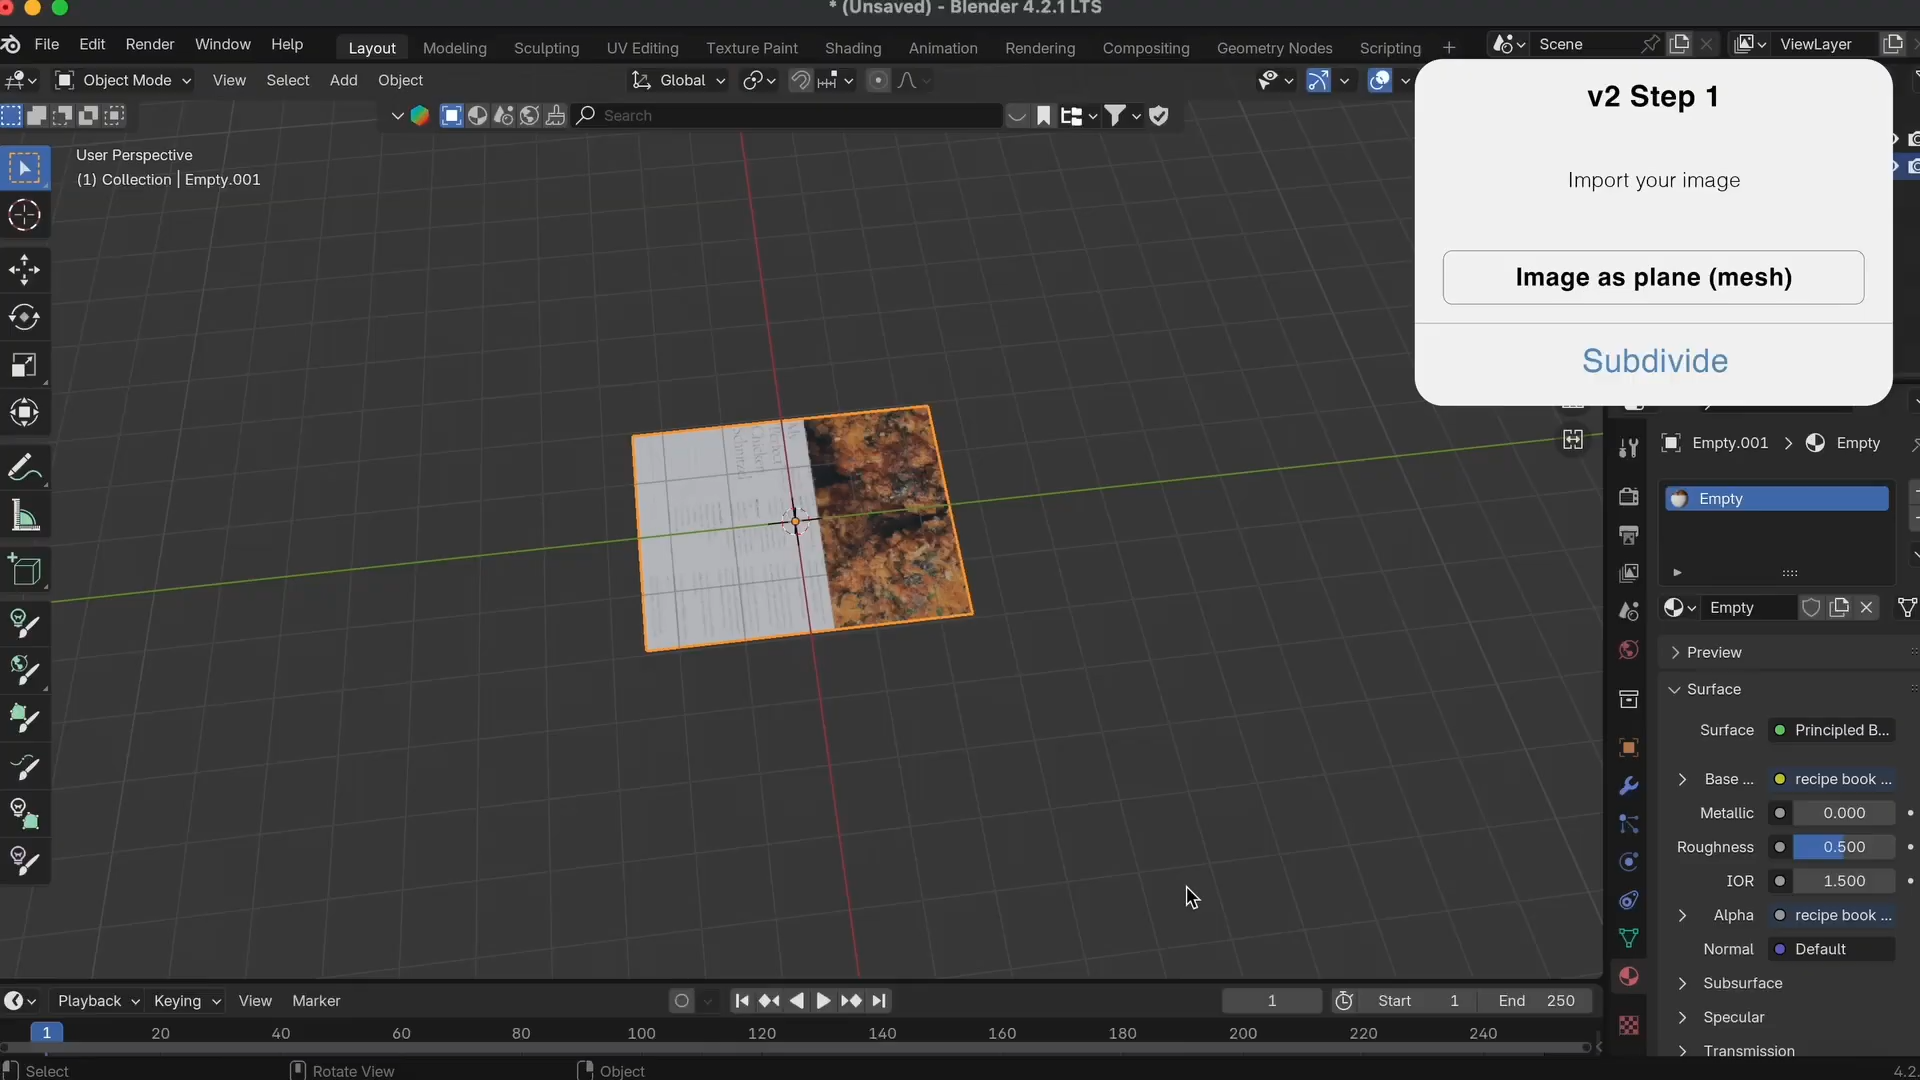 * (Unsaved) - Blender 4.2.1 LTS
File Edit Render Window Help Layout Modeling Sculpting UV Editing Texture Paint Shading Animation Rendering Compositing Geometry Nodes Scripting + Scene ViewLayer
Object Mode View Select Add Object Global
Search
User Perspective
(1) Collection | Empty.001
v2 Step 1
Import your image
Image as plane (mesh)
Subdivide
Empty.001 > Empty
Empty
Empty
Preview
Surface
Surface Principled B...
Base ... recipe book ...
Metallic 0.000
Roughness 0.500
IOR 1.500
Alpha recipe book ...
Normal Default
Subsurface
Specular
Transmission
Playback Keying View Marker 1 Start 1 End 250
1 20 40 60 80 100 120 140 160 180 200 220 240
Select Rotate View Object 4.2.